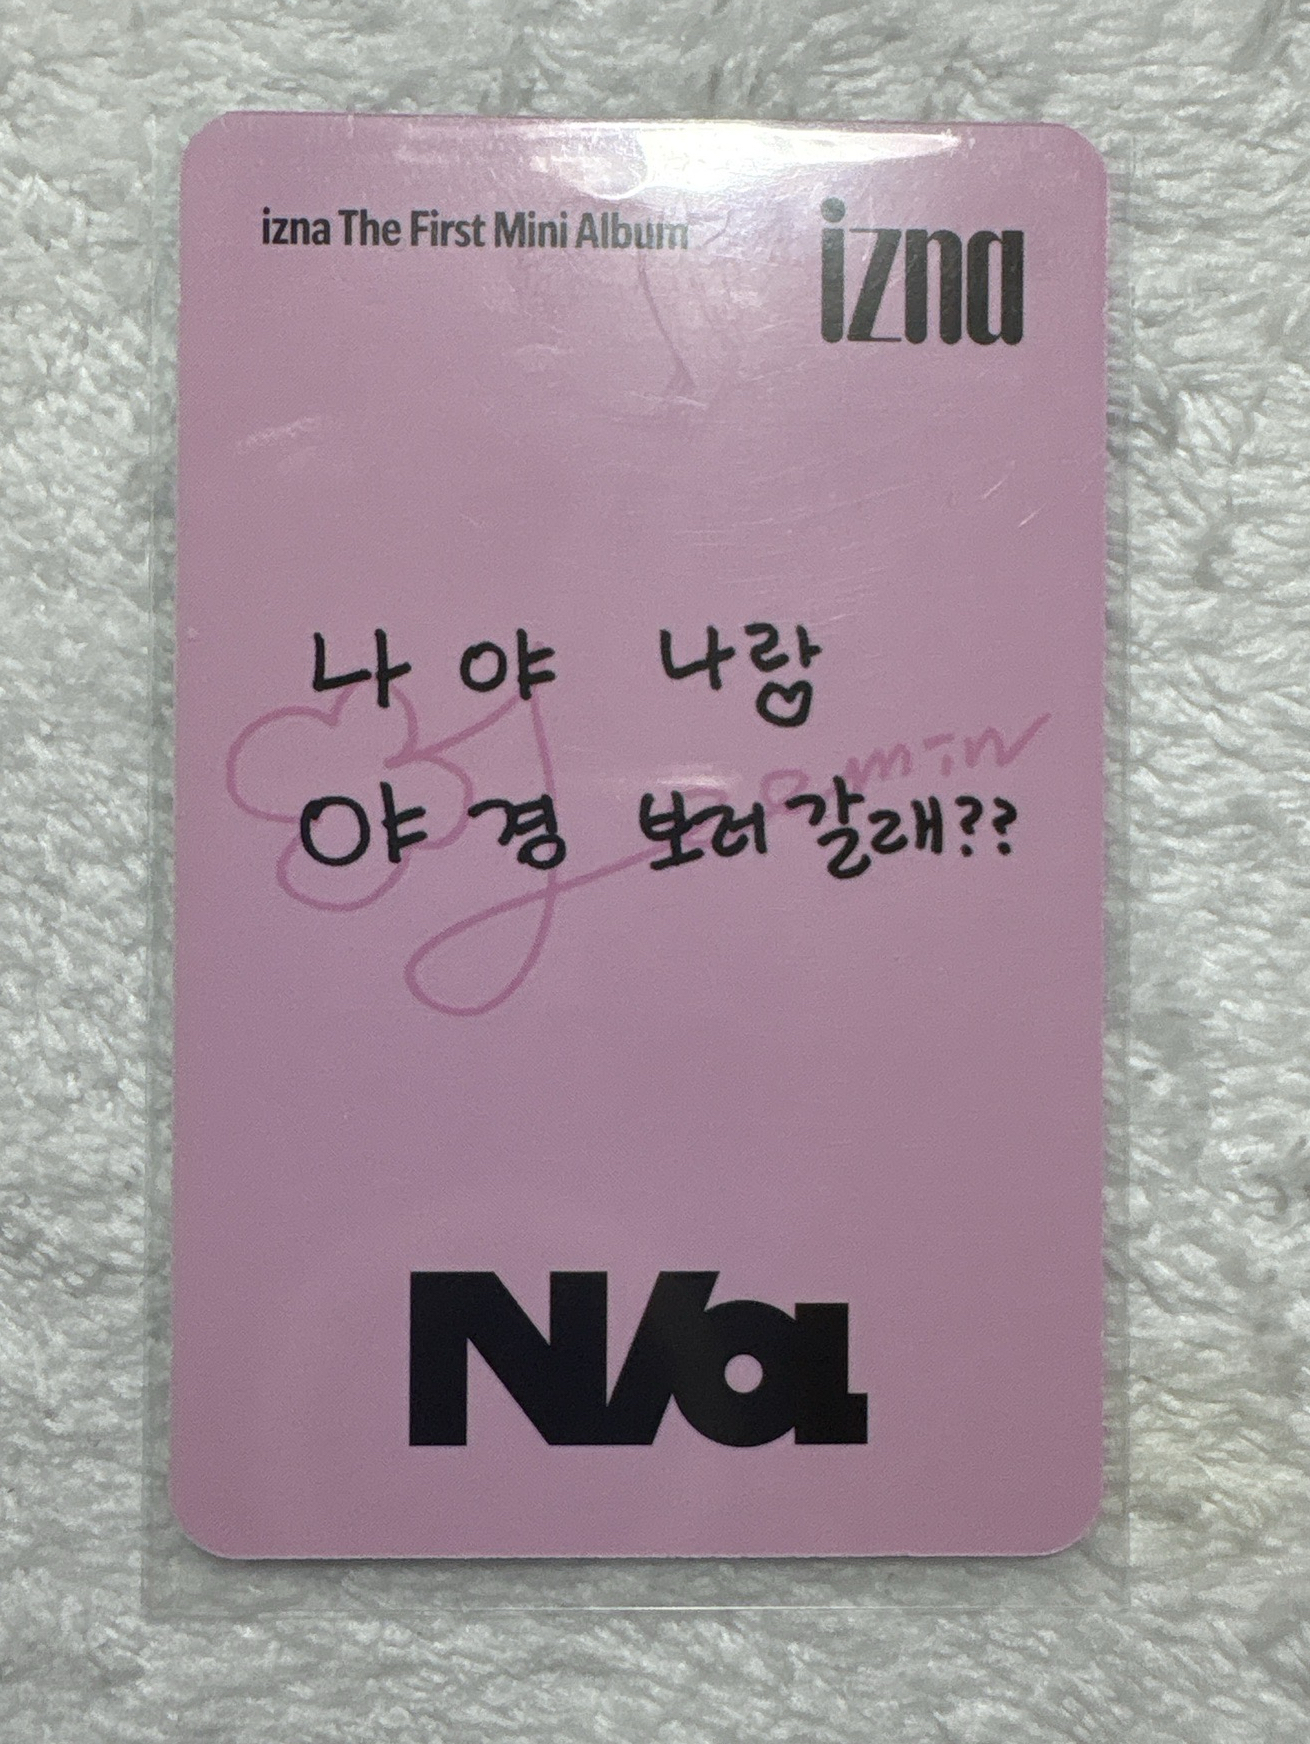 izna The First Mini Album
izna
나 야 나랑
야 경 보러 갈래??
N/a